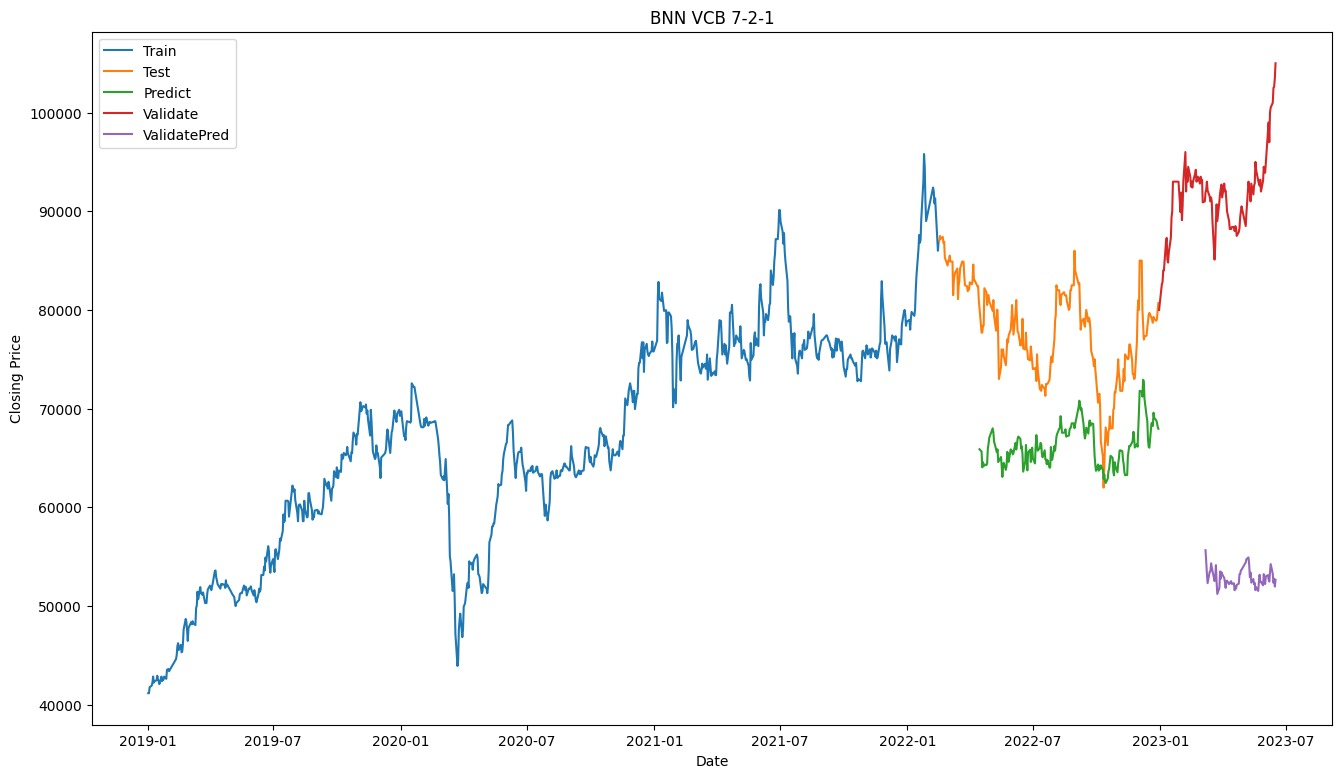 BNN VCB 7-2-1
Train
Test
Predict
Validate
ValidatePred
Closing Price
100000
90000
80000
70000
60000
50000
40000
2019-01 2019-07 2020-01 2020-07 2021-01 2021-07 2022-01 2022-07 2023-01 2023-07
Date